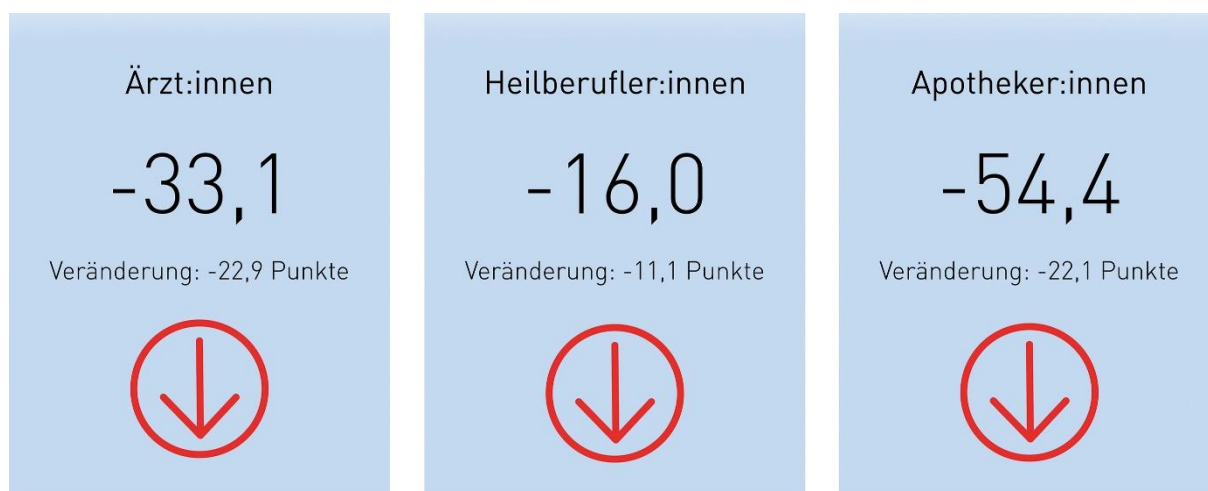 Ärzt:innen
-33,1
Veränderung: -22,9 Punkte
Heilberufler:innen
-16,0
Veränderung: -11,1 Punkte
Apotheker:innen
-54,4
Veränderung: -22,1 Punkte